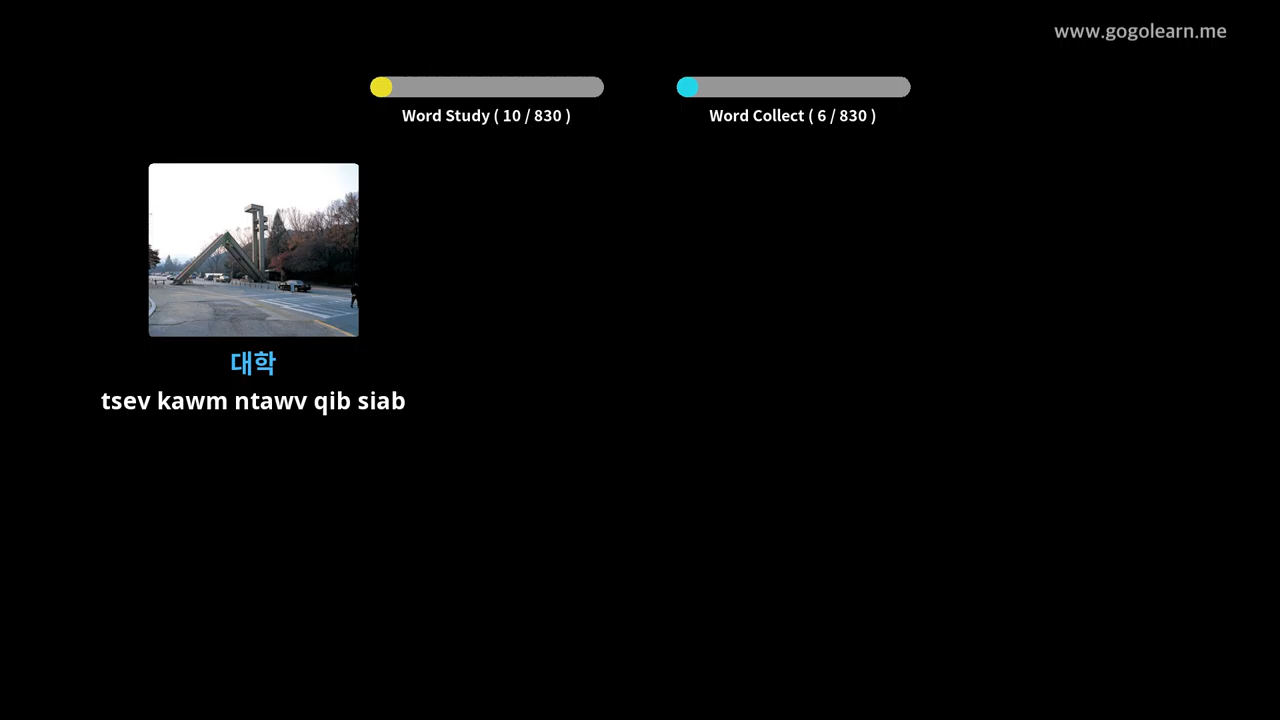 www.gogolearn.me
Word Study ( 10 / 830 )
Word Collect ( 6 / 830 )
대학
tsev kawm ntawv qib siab